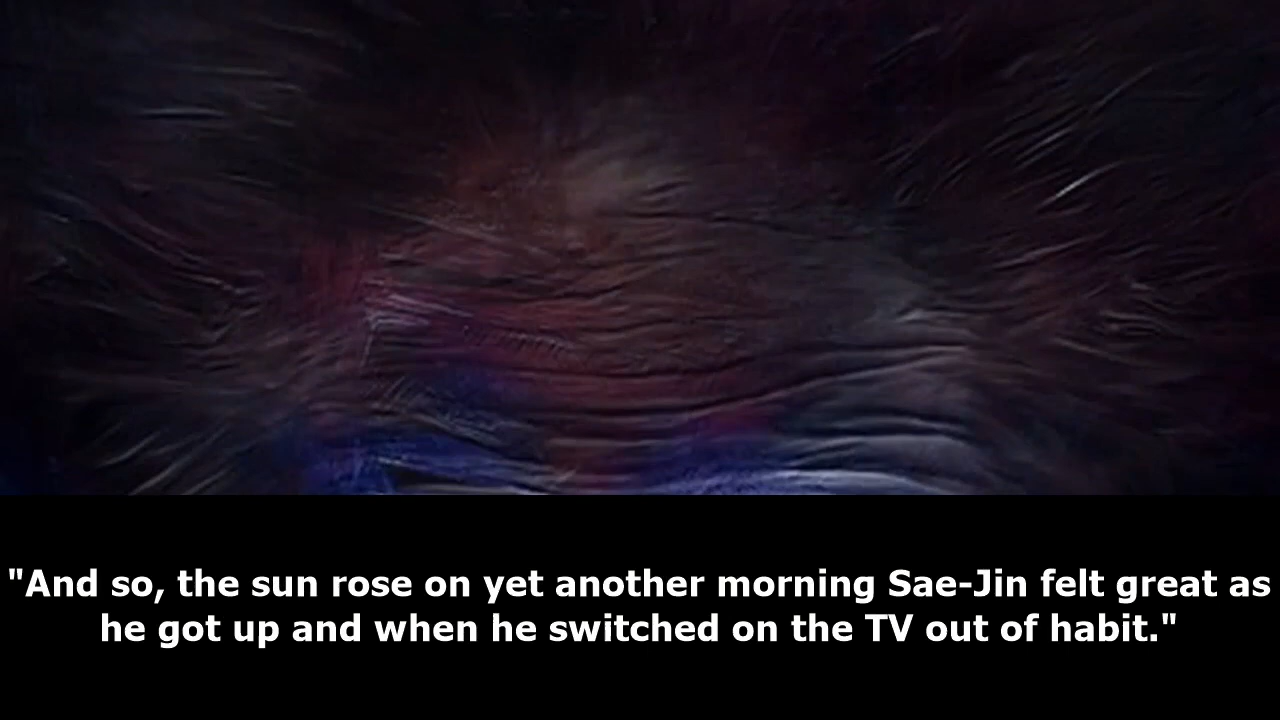 "And so, the sun rose on yet another morning Sae-Jin felt great as
he got up and when he switched on the TV out of habit."